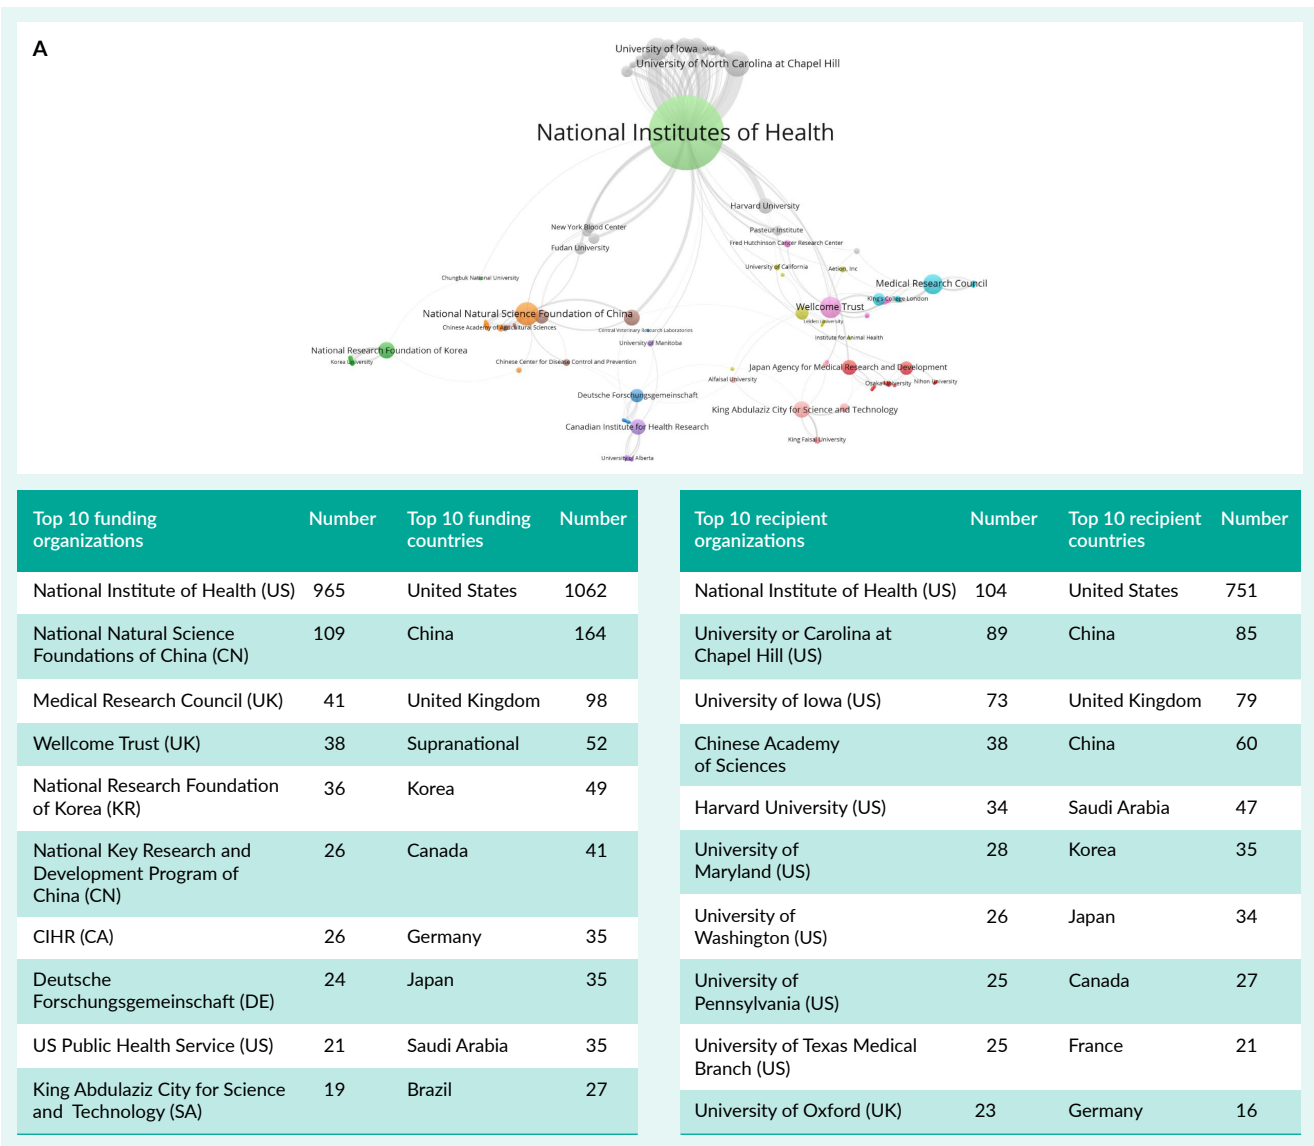 A
University of Iowa NASA
University of North Carolina at Chapel Hill
National Institutes of Health
Harvard University
New York Blood Center
Pasteur Institute
Fred Hutchinson Cancer Research Center
Fudan University
University of California
Aetion, Inc
Chungbuk National University
Medical Research Council
King's College London
Wellcome Trust
National Natural Science Foundation of China
Leiden University
Chinese Academy of Agricultural Sciences
Central Veterinary Research Laboratories
Institute for Animal Health
University of Manitoba
National Research Foundation of Korea
Korea University
Chinese Center for Disease Control and Prevention
Japan Agency for Medical Research and Development
Alfaisal University
Osaka University
Nihon University
Deutsche Forschungsgemeinschaft
King Abdulaziz City for Science and Technology
Canadian Institute for Health Research
King Faisal University
University of Alberta
Top 10 funding
organizations
Number
Top 10 funding
countries
Number
National Institute of Health (US) 965 United States 1062
National Natural Science
Foundations of China (CN)
109 China 164
Medical Research Council (UK) 41 United Kingdom 98
Wellcome Trust (UK) 38 Supranational 52
National Research Foundation
of Korea (KR)
36 Korea 49
National Key Research and
Development Program of
China (CN)
26 Canada 41
CIHR (CA) 26 Germany 35
Deutsche
Forschungsgemeinschaft (DE)
24 Japan 35
US Public Health Service (US) 21 Saudi Arabia 35
King Abdulaziz City for Science
and Technology (SA)
19 Brazil 27
Top 10 recipient
organizations
Number
Top 10 recipient
countries
Number
National Institute of Health (US) 104 United States 751
University or Carolina at
Chapel Hill (US)
89 China 85
University of Iowa (US) 73 United Kingdom 79
Chinese Academy
of Sciences
38 China 60
Harvard University (US) 34 Saudi Arabia 47
University of
Maryland (US)
28 Korea 35
University of
Washington (US)
26 Japan 34
University of
Pennsylvania (US)
25 Canada 27
University of Texas Medical
Branch (US)
25 France 21
University of Oxford (UK) 23 Germany 16